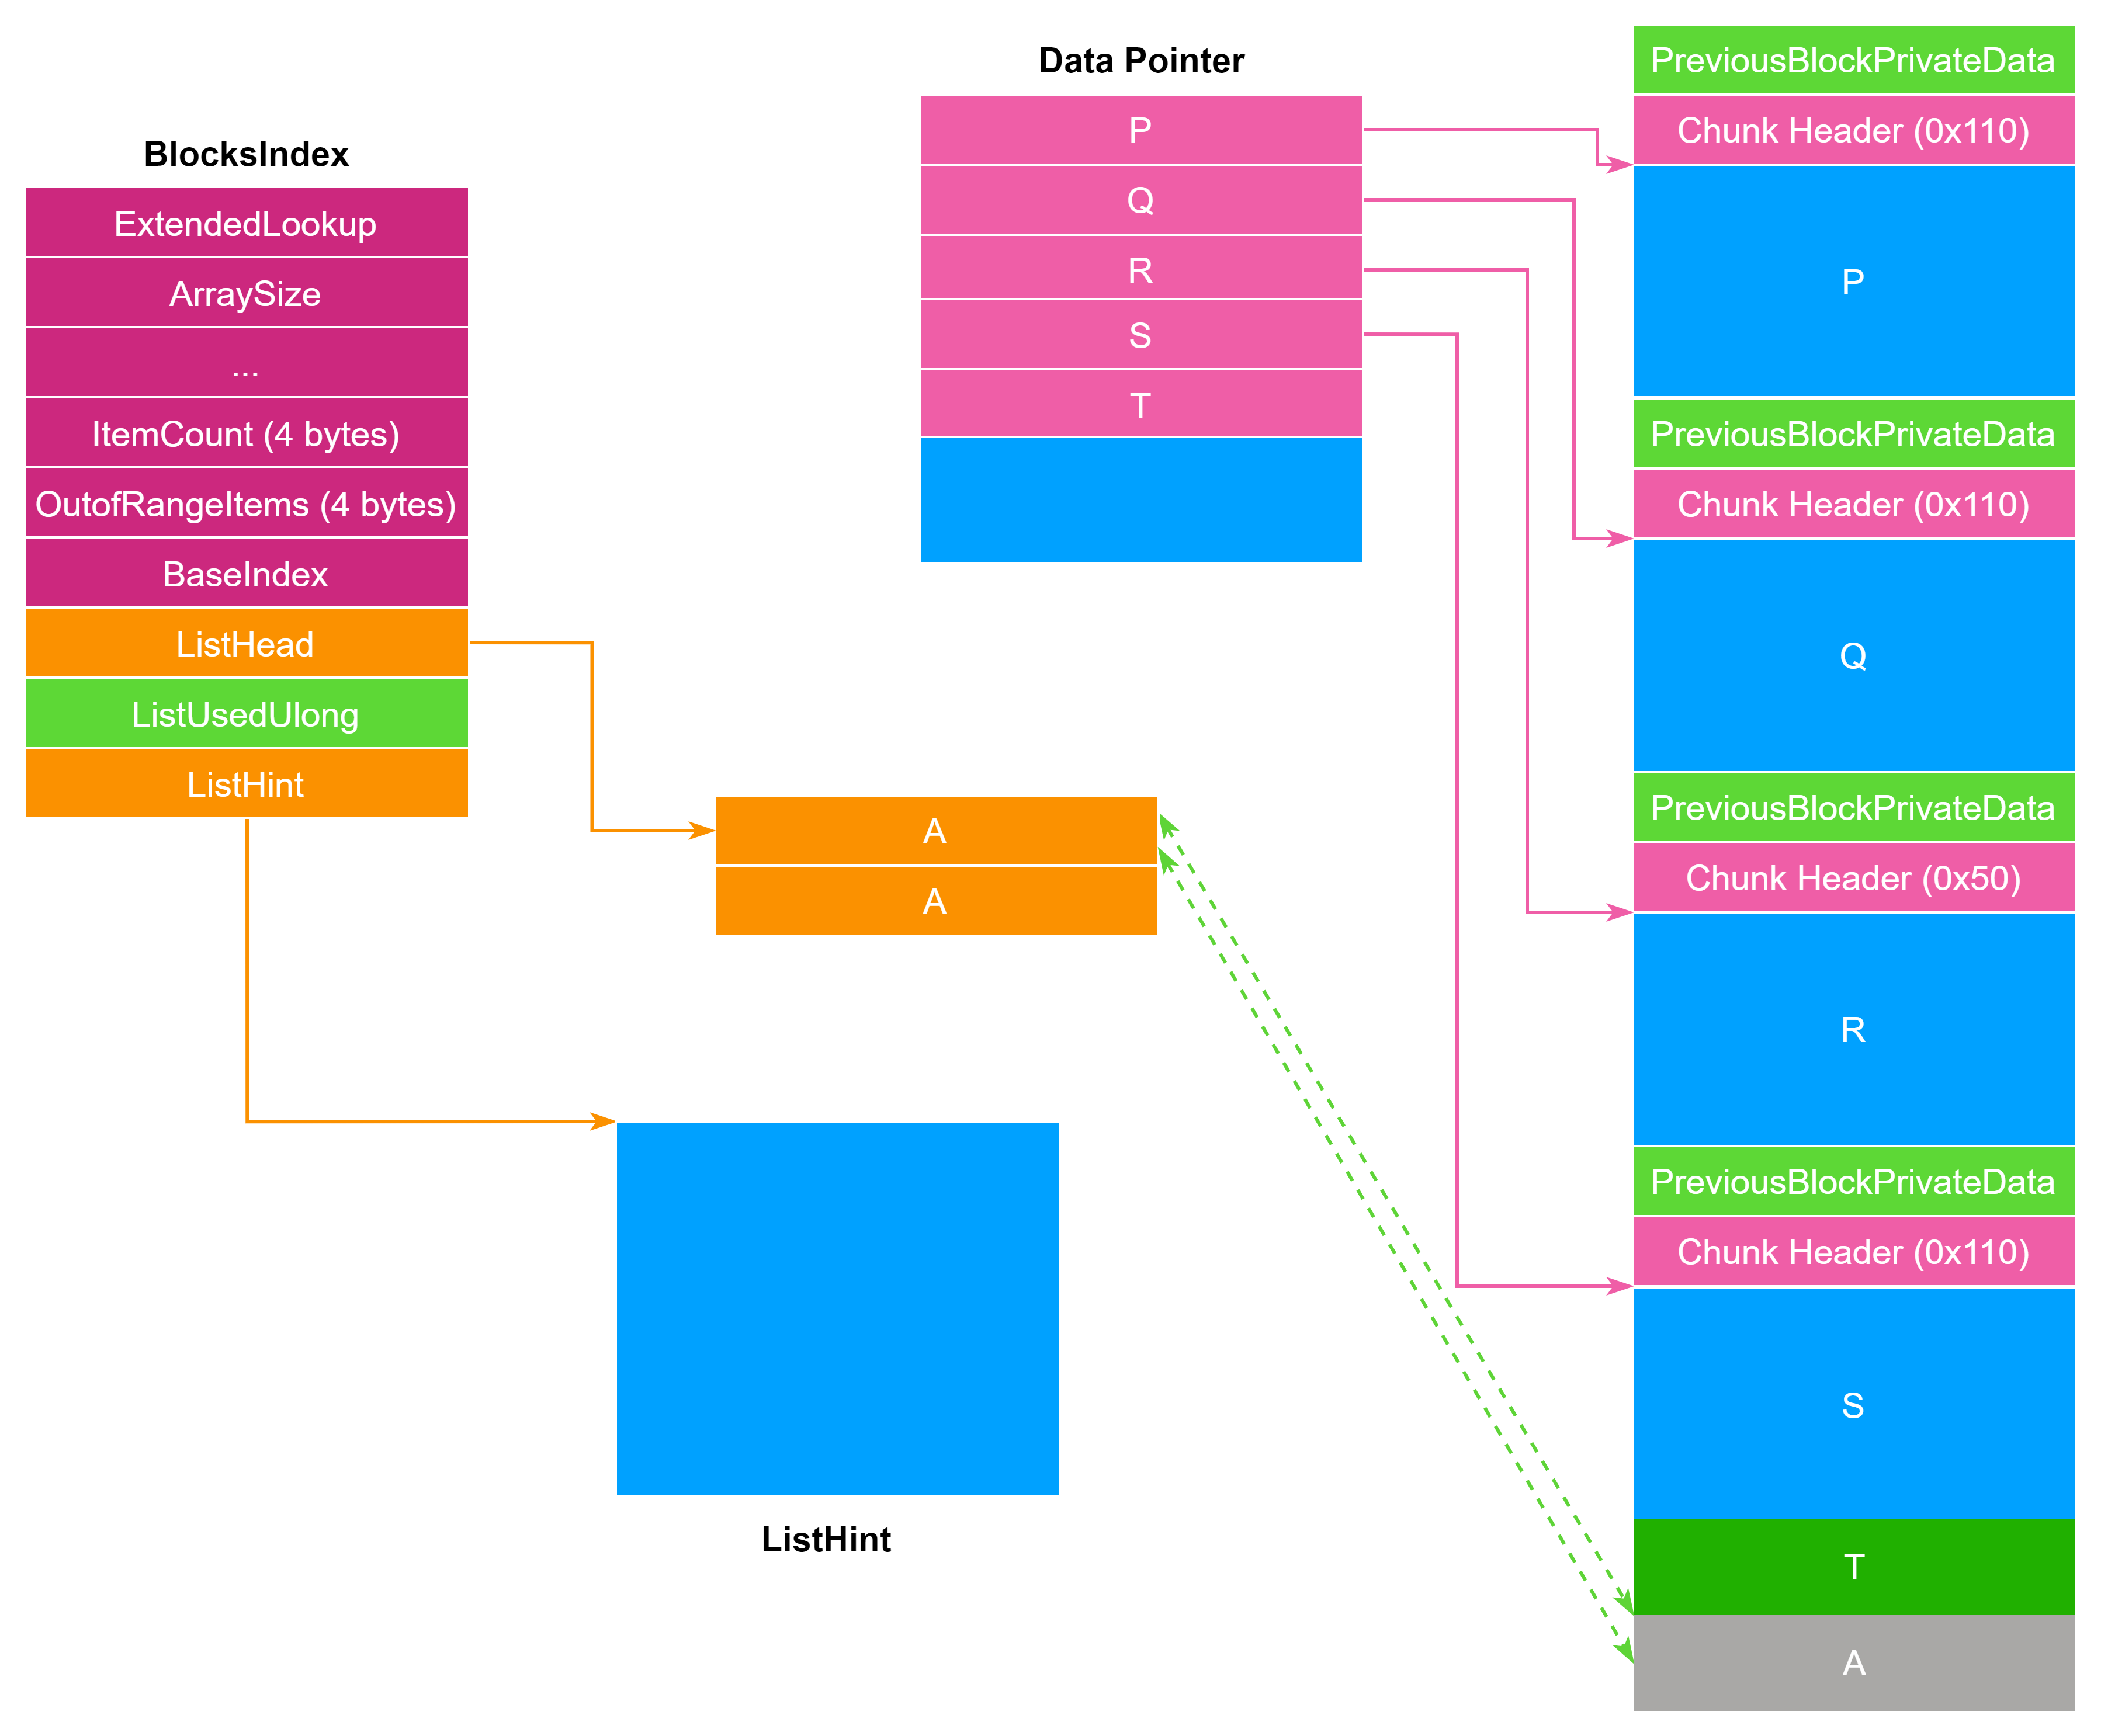 BlocksIndex
ExtendedLookup
ArraySize
...
ItemCount (4 bytes)
OutofRangeItems (4 bytes)
BaseIndex
ListHead
ListUsedUlong
ListHint
A
A
ListHint
Data Pointer
P
Q
R
S
T
PreviousBlockPrivateData
Chunk Header (0x110)
P
PreviousBlockPrivateData
Chunk Header (0x110)
Q
PreviousBlockPrivateData
Chunk Header (0x50)
R
PreviousBlockPrivateData
Chunk Header (0x110)
S
T
A